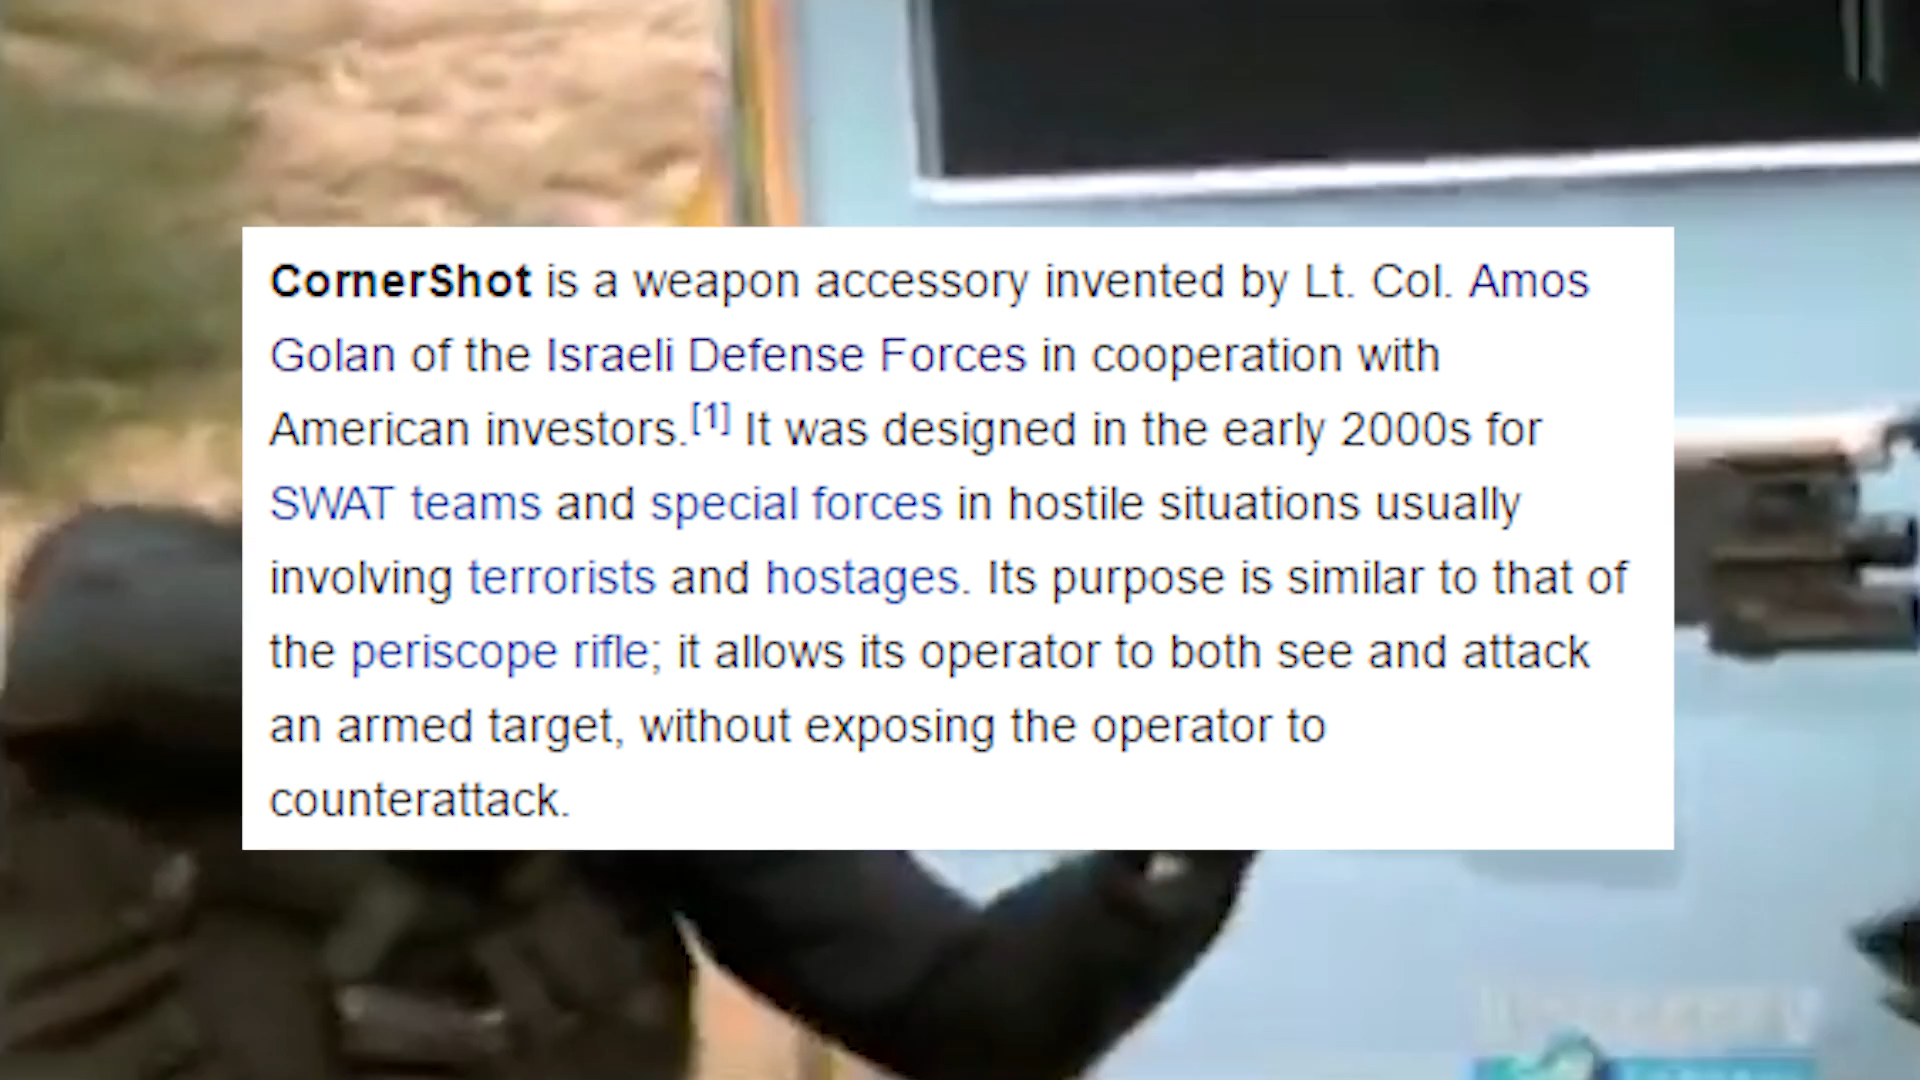 CornerShot is a weapon accessory invented by Lt. Col. Amos
Golan of the Israeli Defense Forces in cooperation with
American investors.[1] It was designed in the early 2000s for
SWAT teams and special forces in hostile situations usually
involving terrorists and hostages. Its purpose is similar to that of
the periscope rifle; it allows its operator to both see and attack
an armed target, without exposing the operator to
counterattack.